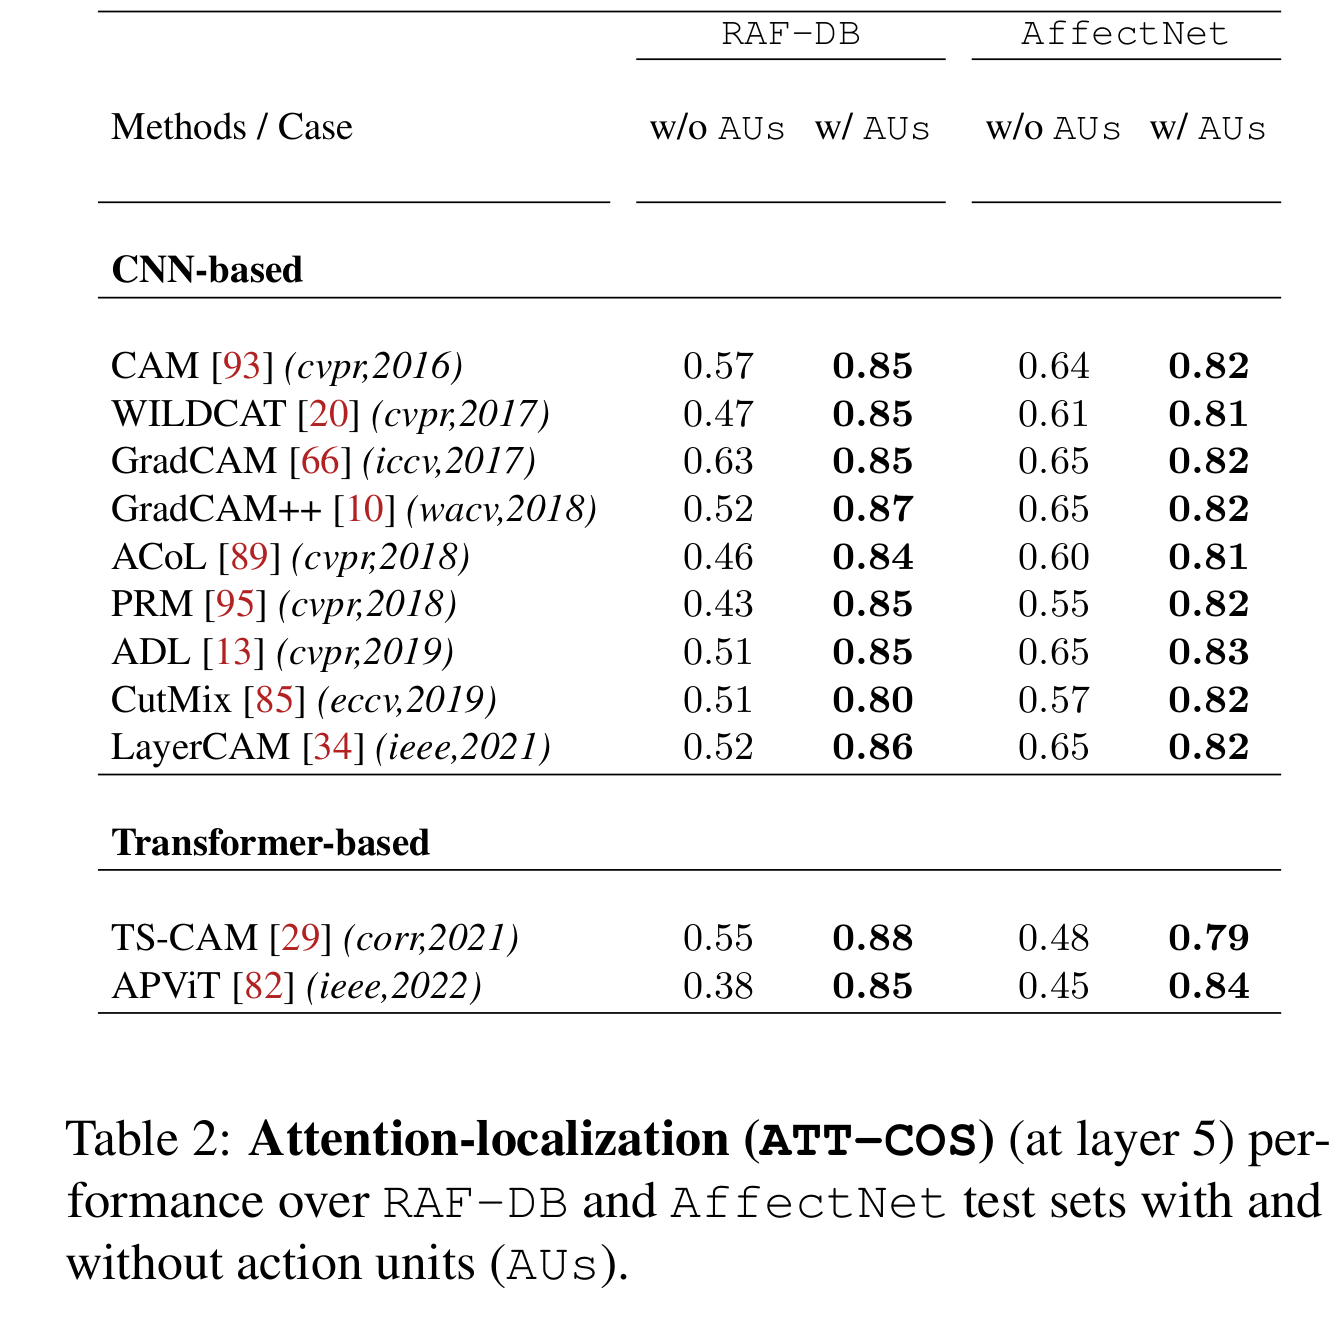 RAF-DB AffectNet
Methods / Case w/o AUs w/ AUs w/o AUs w/ AUs
CNN-based
CAM [93] (cvpr,2016) 0.57 0.85 0.64 0.82
WILDCAT [20] (cvpr,2017) 0.47 0.85 0.61 0.81
GradCAM [66] (iccv,2017) 0.63 0.85 0.65 0.82
GradCAM++ [10] (wacv,2018) 0.52 0.87 0.65 0.82
ACoL [89] (cvpr,2018) 0.46 0.84 0.60 0.81
PRM [95] (cvpr,2018) 0.43 0.85 0.55 0.82
ADL [13] (cvpr,2019) 0.51 0.85 0.65 0.83
CutMix [85] (eccv,2019) 0.51 0.80 0.57 0.82
LayerCAM [34] (ieee,2021) 0.52 0.86 0.65 0.82
Transformer-based
TS-CAM [29] (corr,2021) 0.55 0.88 0.48 0.79
APViT [82] (ieee,2022) 0.38 0.85 0.45 0.84
Table 2: Attention-localization (ATT-COS) (at layer 5) per-
formance over RAF-DB and AffectNet test sets with and
without action units (AUs).